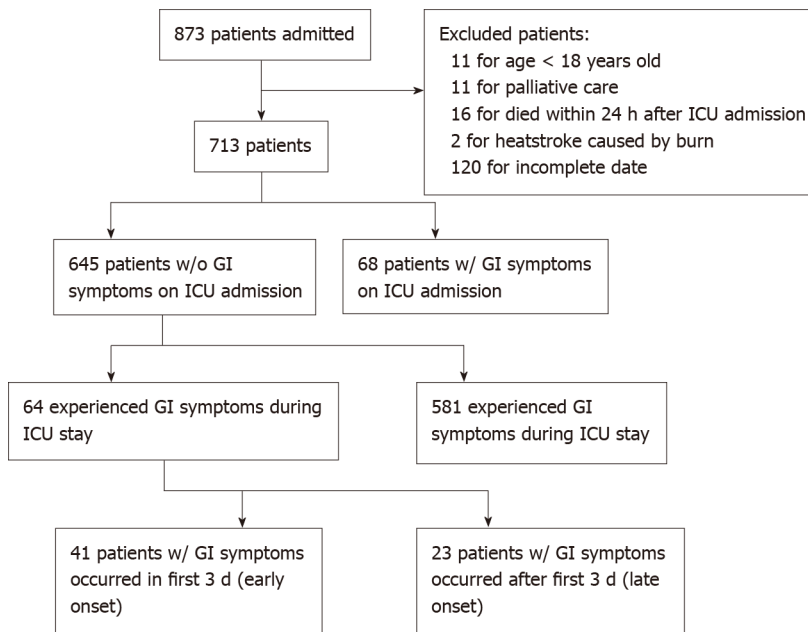 873 patients admitted
Excluded patients:
11 for age < 18 years old
11 for palliative care
16 for died within 24 h after ICU admission
2 for heatstroke caused by burn
120 for incomplete date
713 patients
645 patients w/o GI
symptoms on ICU admission
68 patients w/ GI symptoms
on ICU admission
64 experienced GI symptoms during
ICU stay
581 experienced GI
symptoms during ICU stay
41 patients w/ GI symptoms
occurred in first 3 d (early
onset)
23 patients w/ GI symptoms
occurred after first 3 d (late
onset)